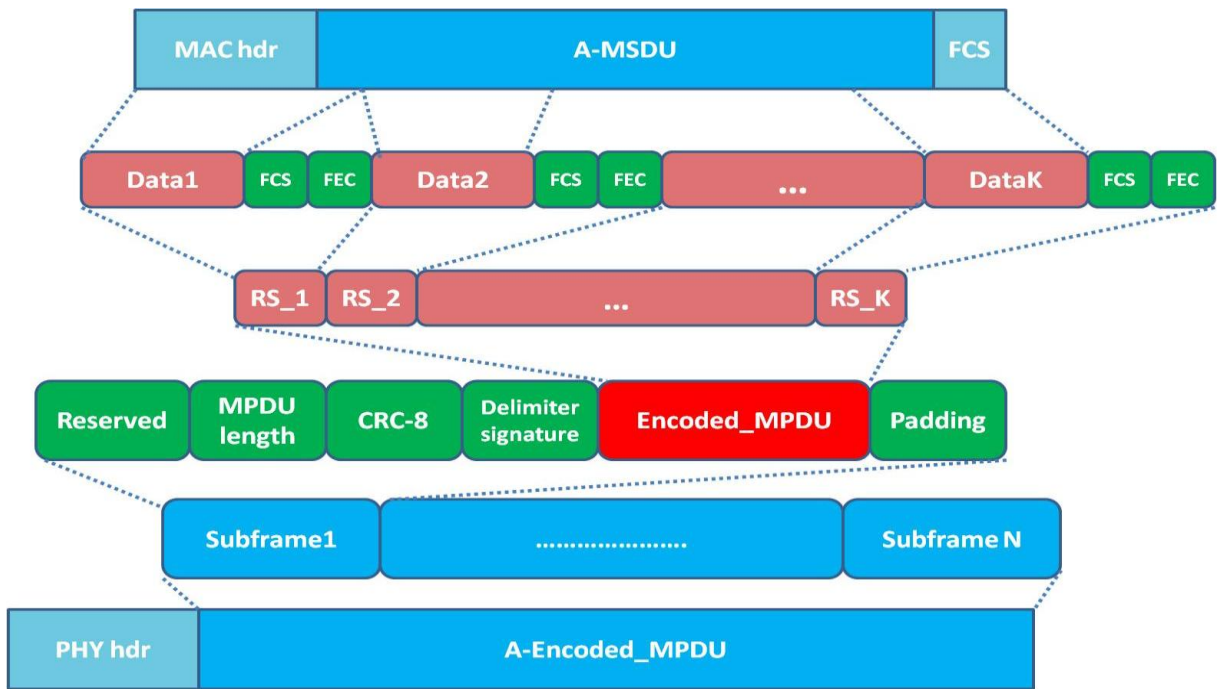 MAC hdr A-MSDU FCS
Data1 FCS FEC Data2 FCS FEC ... DataK FCS FEC
RS_1 RS_2 ... RS_K
Reserved MPDU length CRC-8 Delimiter signature Encoded_MPDU Padding
Subframe1 ...................... Subframe N
PHY hdr A-Encoded_MPDU